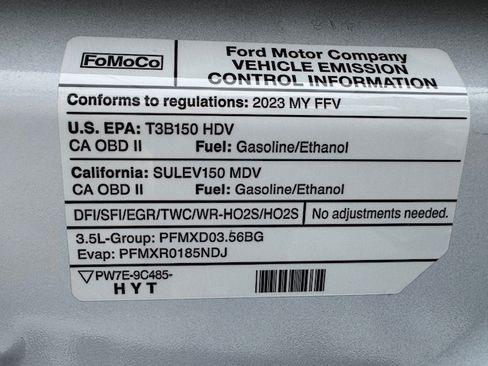 FoMoCo
Ford Motor Company
VEHICLE EMISSION
CONTROL INFORMATION
Conforms to regulations: 2023 MY FFV
U.S. EPA: T3B150 HDV
CA OBD II Fuel: Gasoline/Ethanol
California: SULEV150 MDV
CA OBD II Fuel: Gasoline/Ethanol
DFI/SFI/EGR/TWC/WR-HO2S/HO2S No adjustments needed.
3.5L-Group: PFMXD03.56BG
Evap: PFMXR0185NDJ
PW7E-9C485-
HYT